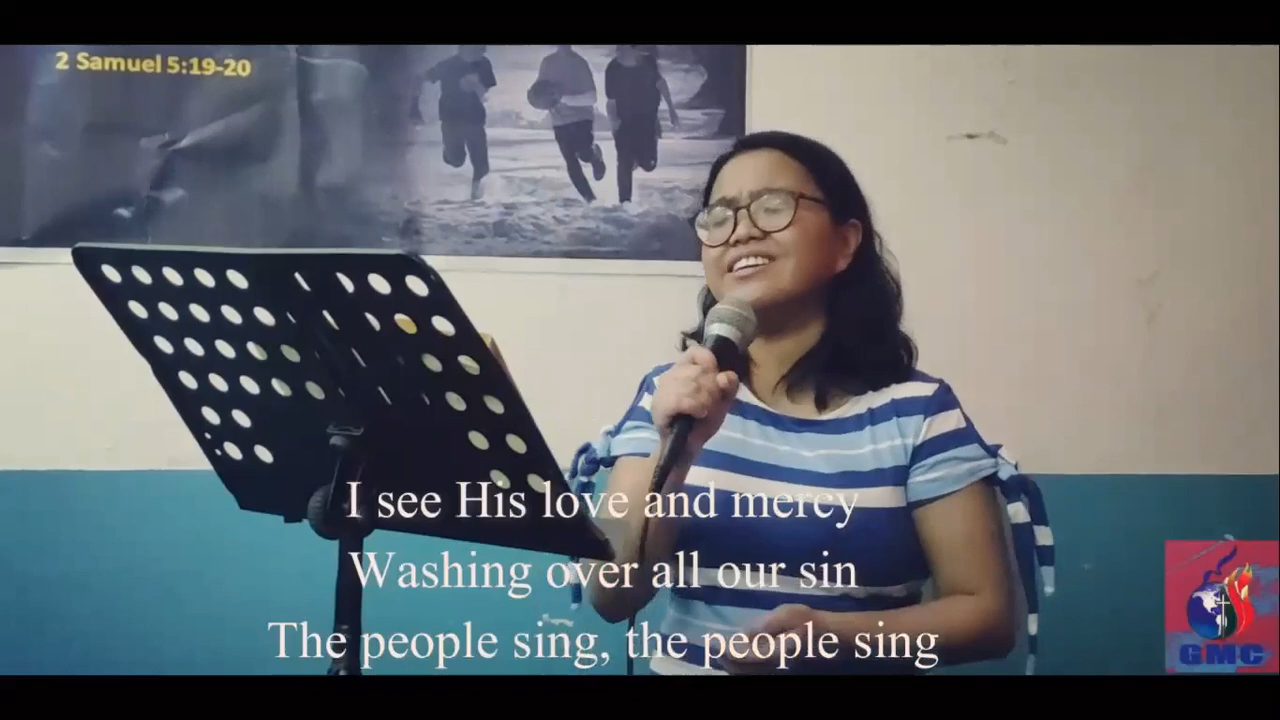 2 Samuel 5:19-20
I see His love and mercy
Washing over all our sin
The people sing, the people sing
GMC